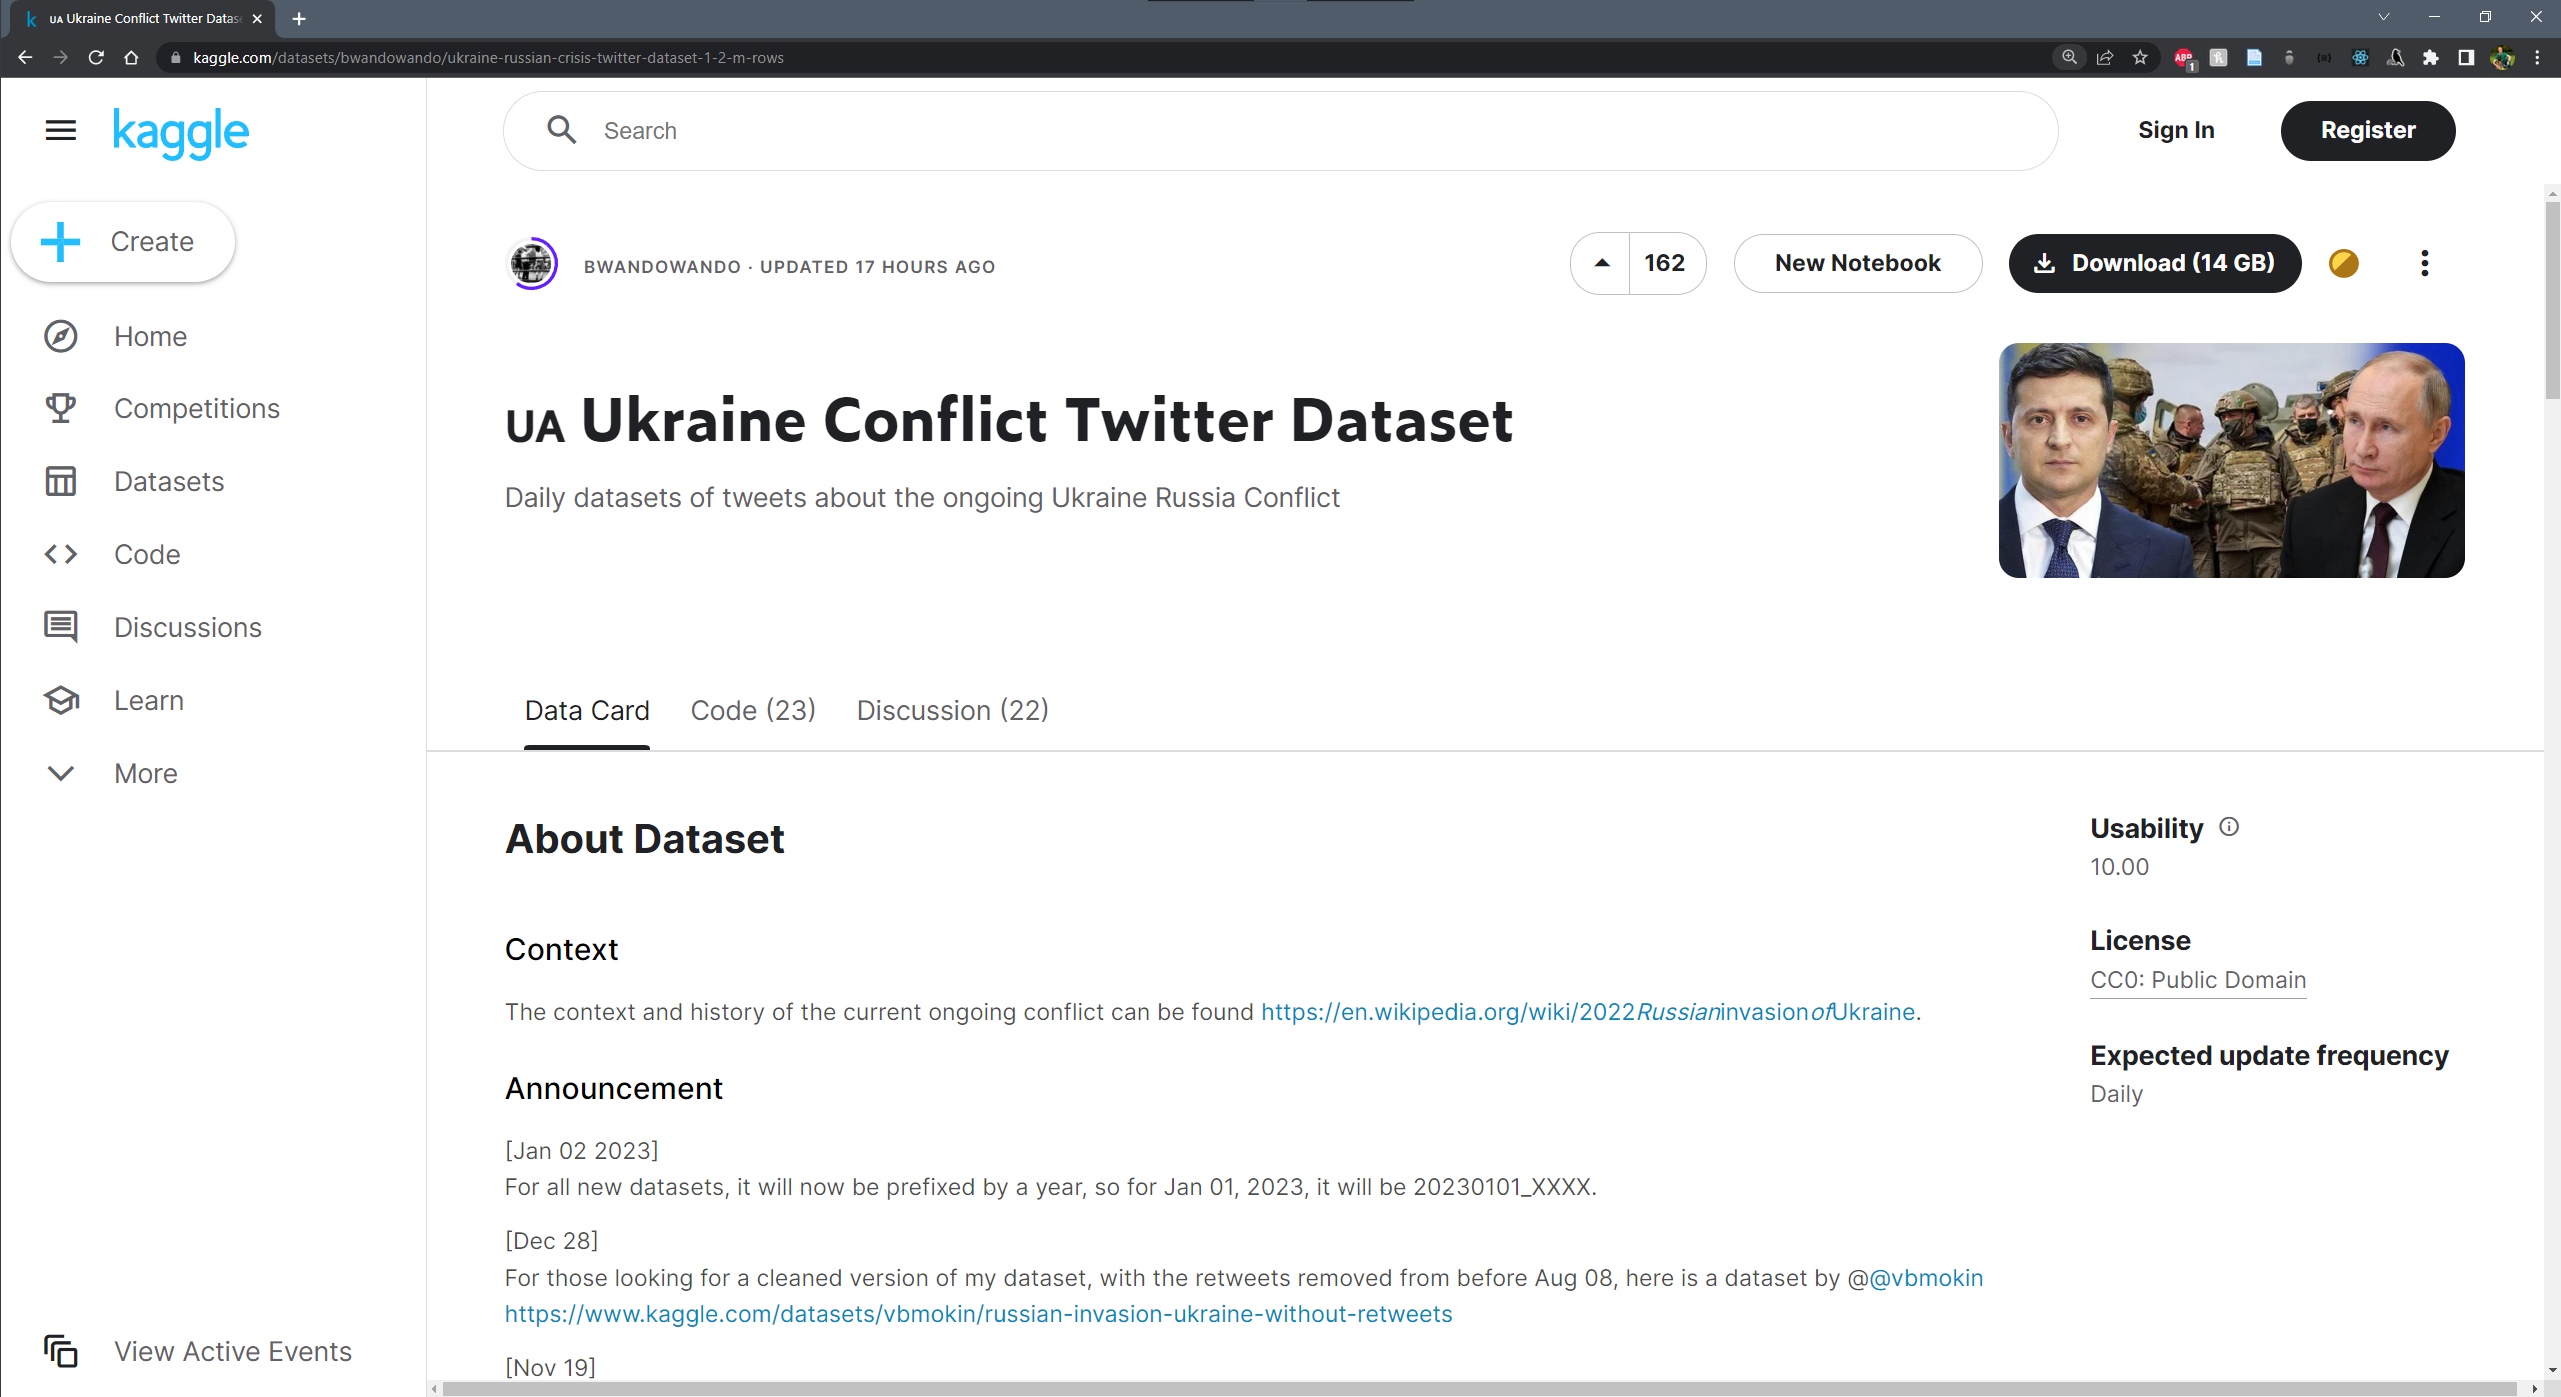 UA Ukraine Conflict Twitter Datase
kaggle.com/datasets/bwandowando/ukraine-russian-crisis-twitter-dataset-1-2-m-rows
ABP
1
kaggle
Search
Sign In
Register
Create
Home
Competitions
Datasets
Code
Discussions
Learn
More
View Active Events
BWANDOWANDO · UPDATED 17 HOURS AGO
162
New Notebook
Download (14 GB)
UA Ukraine Conflict Twitter Dataset
Daily datasets of tweets about the ongoing Ukraine Russia Conflict
Data Card
Code (23)
Discussion (22)
About Dataset
Context
The context and history of the current ongoing conflict can be found https://en.wikipedia.org/wiki/2022RussianinvasionofUkraine.
Announcement
[Jan 02 2023]
For all new datasets, it will now be prefixed by a year, so for Jan 01, 2023, it will be 20230101_XXXX.
[Dec 28]
For those looking for a cleaned version of my dataset, with the retweets removed from before Aug 08, here is a dataset by @@vbmokin
https://www.kaggle.com/datasets/vbmokin/russian-invasion-ukraine-without-retweets
[Nov 19]
Usability
10.00
License
CC0: Public Domain
Expected update frequency
Daily